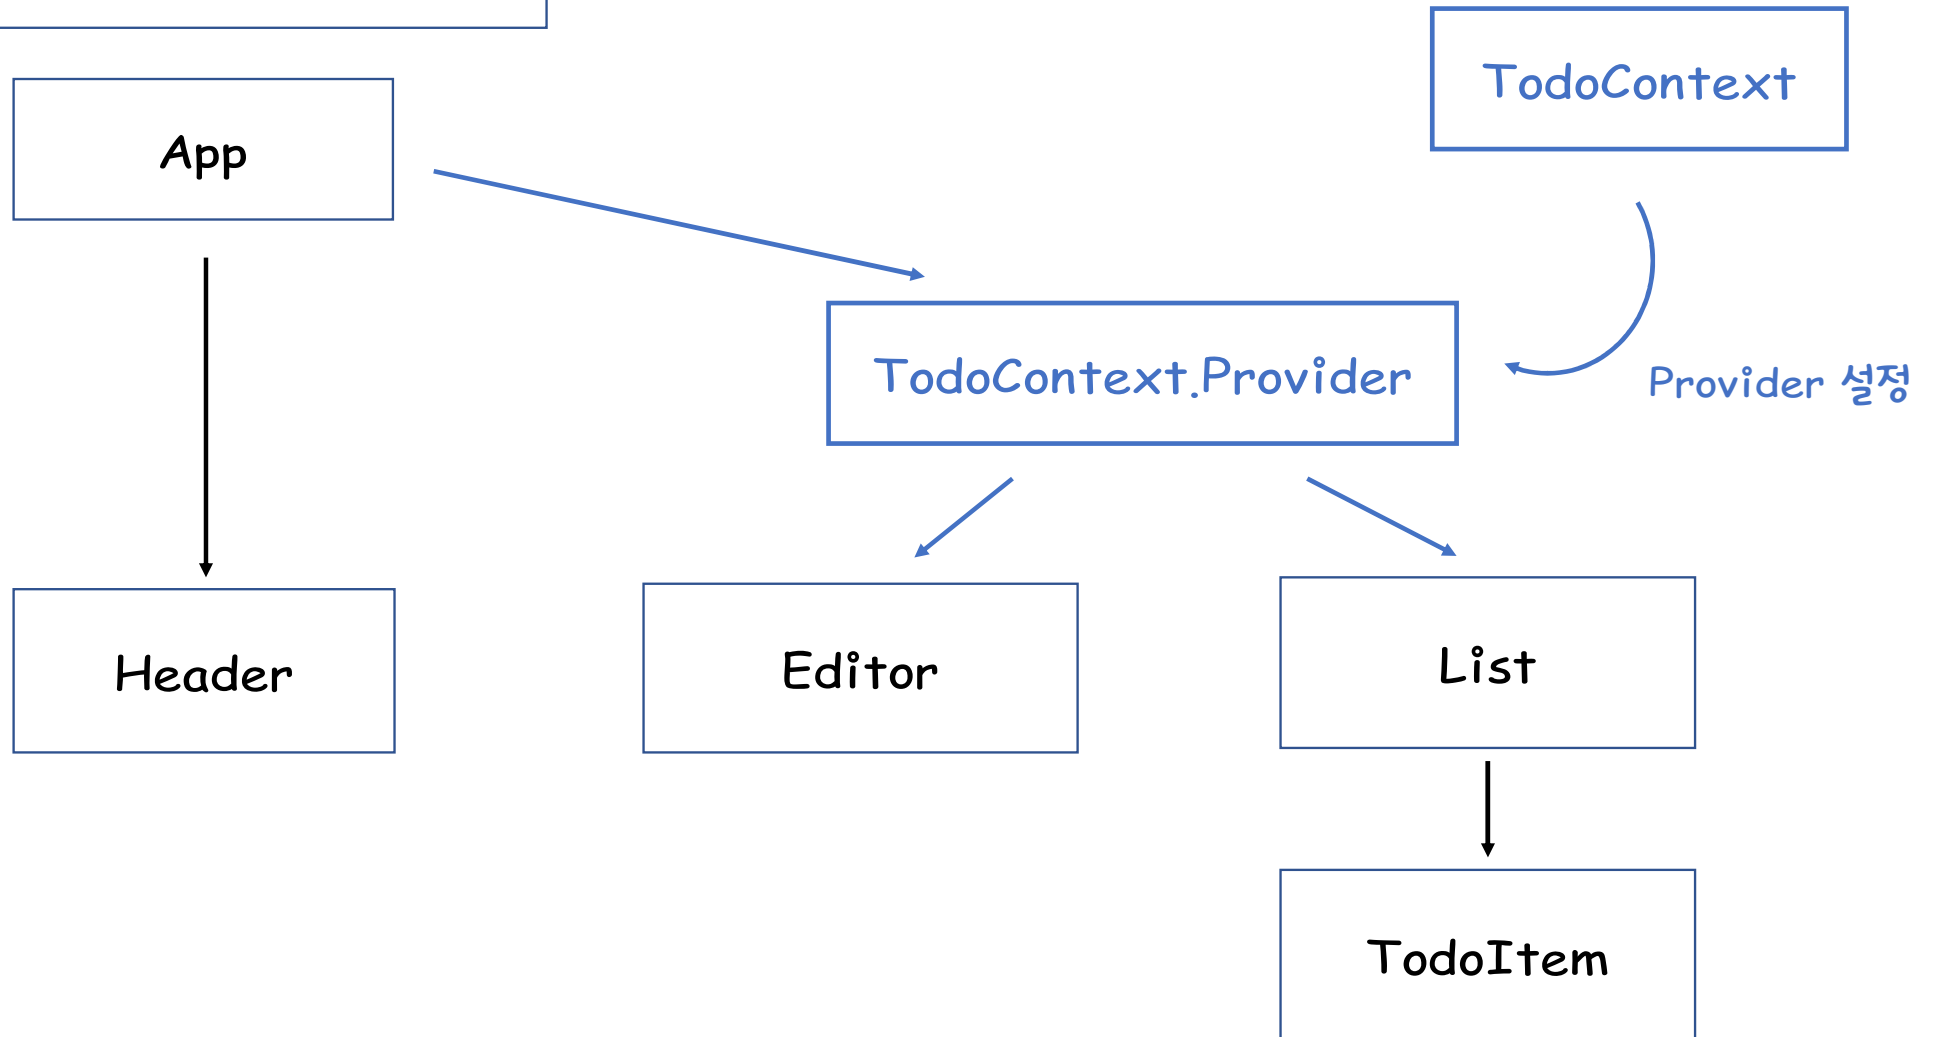 TodoContext
App
TodoContext.Provider
Provider 설정
Header
Editor
List
TodoItem